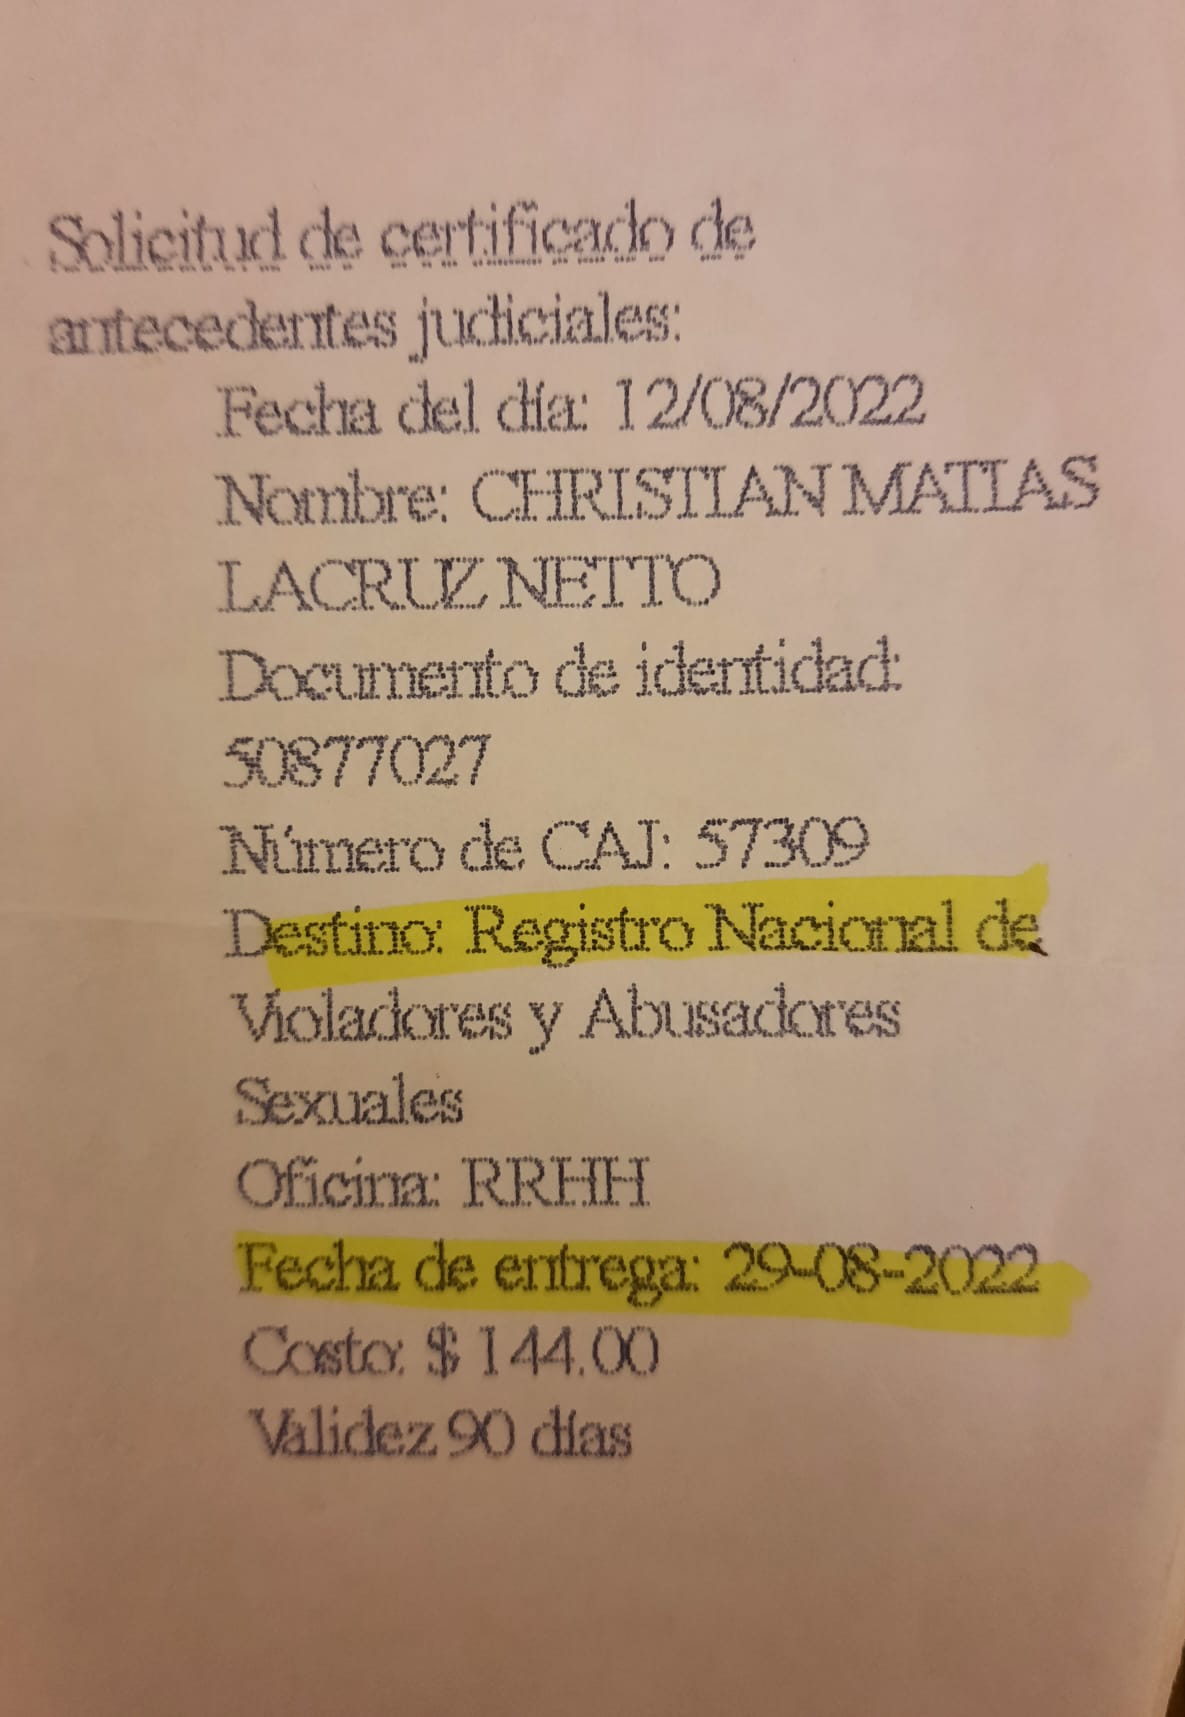 Solicitud de certificado de
antecedentes judiciales:
Fecha del día: 12/08/2022
Nombre: CHRISTIAN MATIAS
LACRUZ NETTO
Documento de identidad:
50877027
Número de CAJ: 57309
Destino: Registro Nacional de
Violadores y Abusadores
Sexuales
Oficina: RRHH
Fecha de entrega: 29-08-2022
Costo: $ 144.00
Validez 90 días